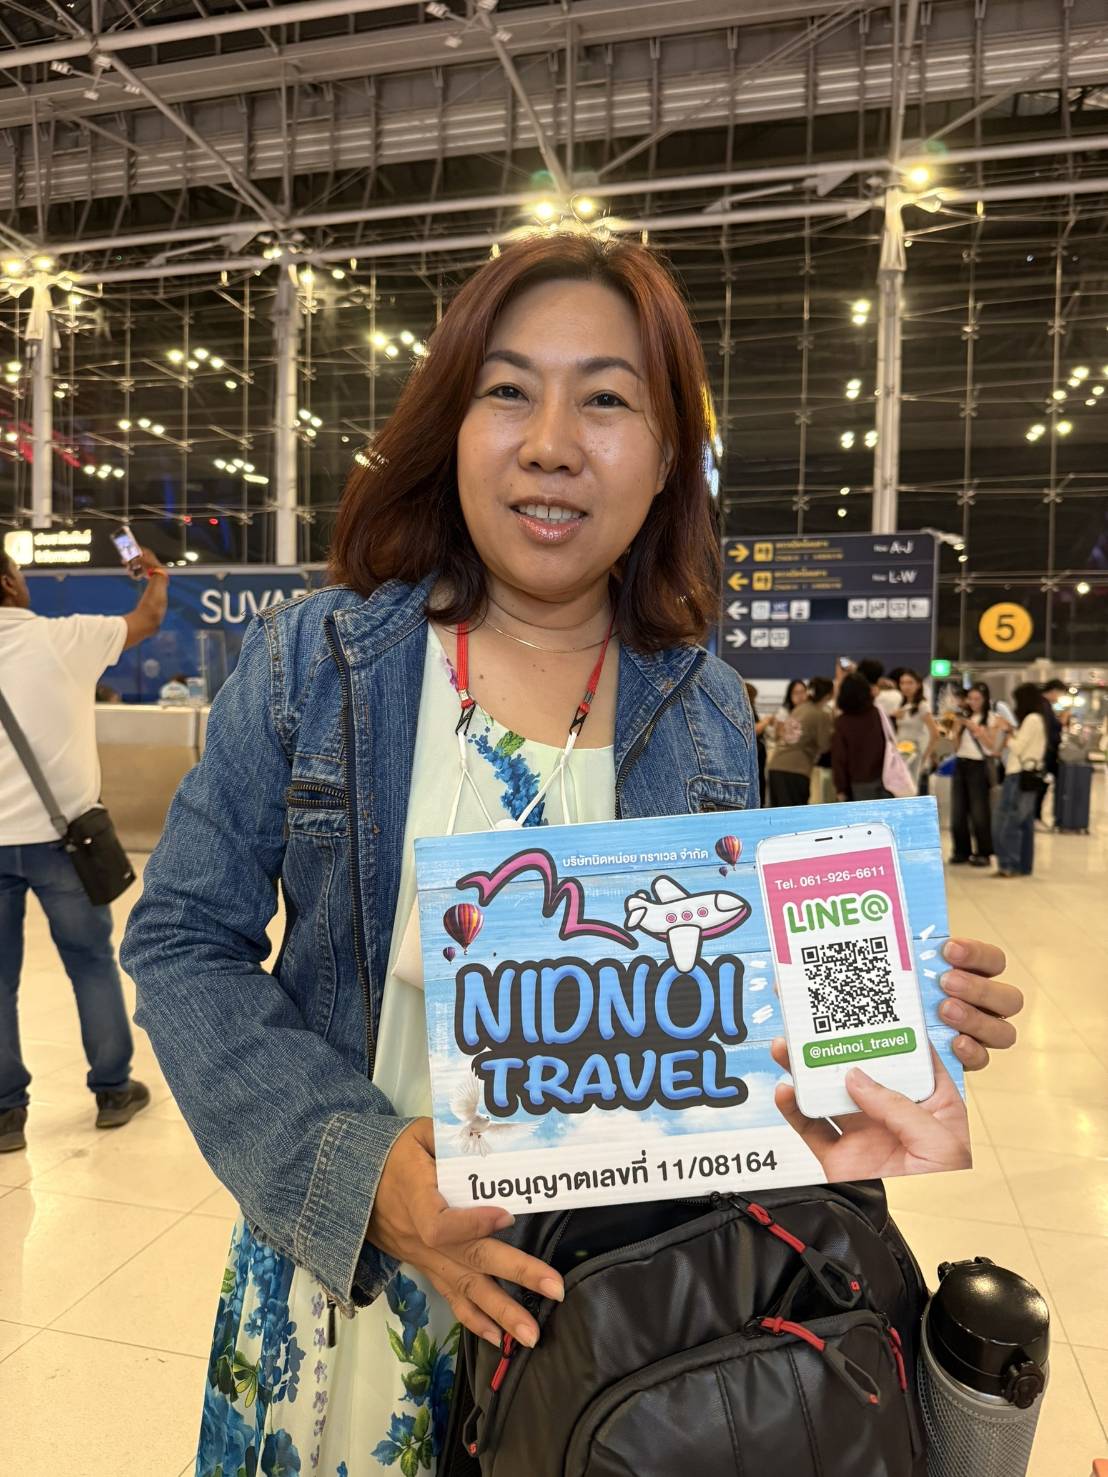 SUVA
A-J
L-W
5
บริษัทนิดหน่อย ทราเวล จำกัด
NIDNOI
TRAVEL
Tel. 061-926-6611
LINE@
@nidnoi_travel
ใบอนุญาตเลขที่ 11/08164